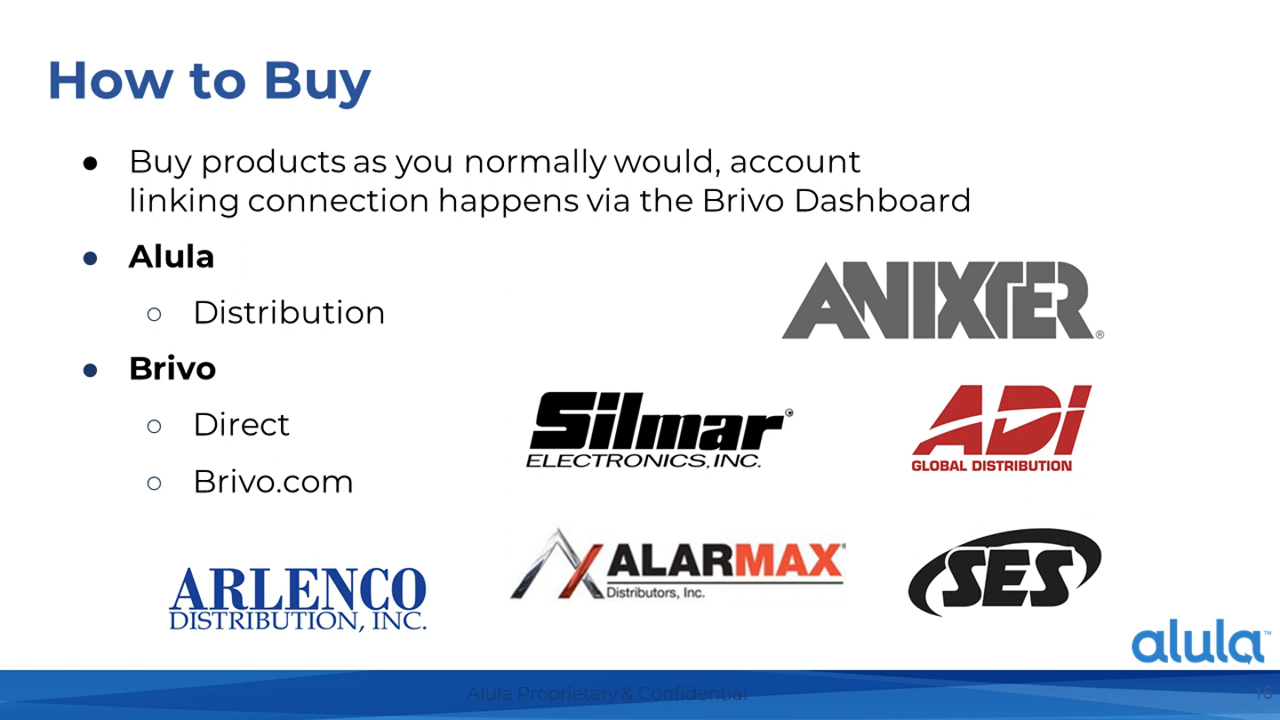 How to Buy
● Buy products as you normally would, account
linking connection happens via the Brivo Dashboard
● Alula
○ Distribution
● Brivo
○ Direct
○ Brivo.com
ANIXTER®
Silmar®
ELECTRONICS, INC.
ADI
GLOBAL DISTRIBUTION
ARLENCO
DISTRIBUTION, INC.
ALARMAX®
Distributors, Inc.
SES
alula™
Alula Proprietary & Confidential